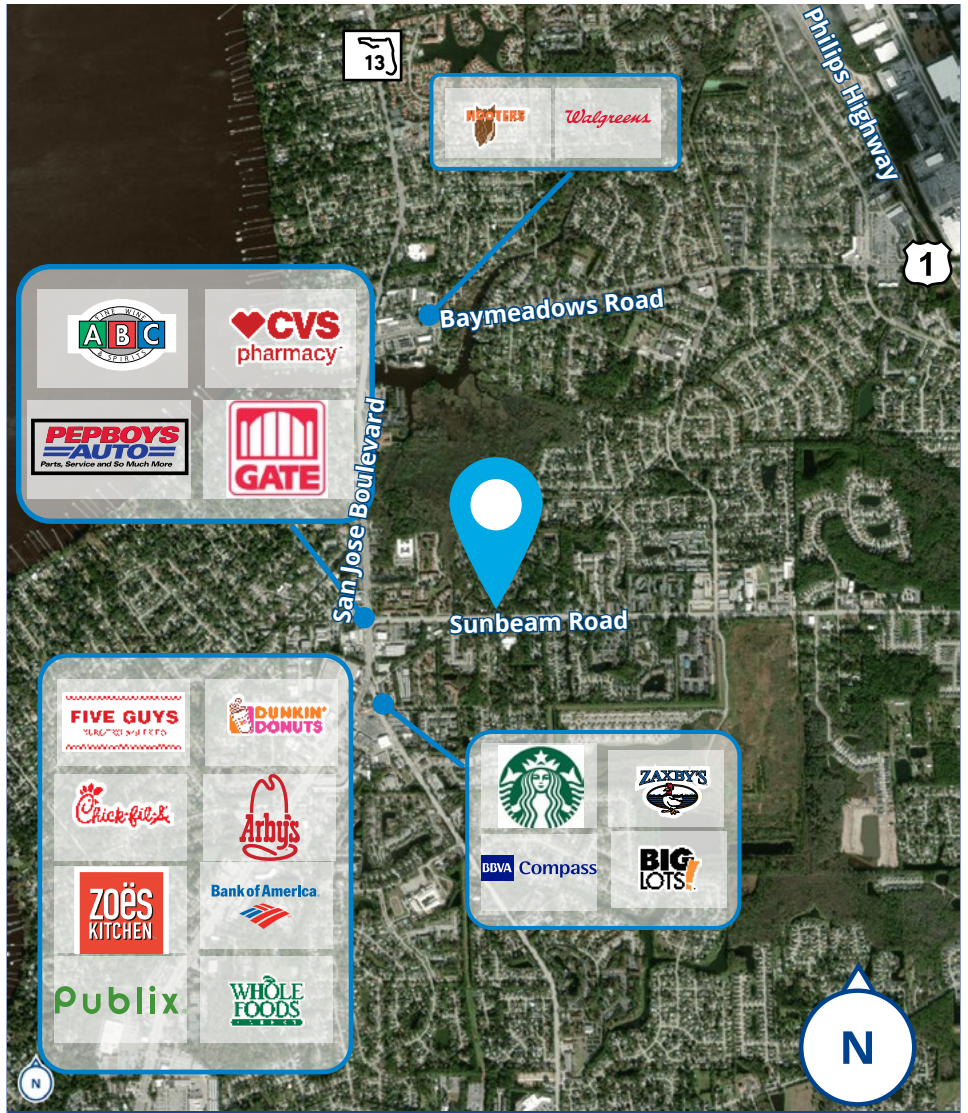 13
Philips Highway
HOOTERS
Walgreens
1
Baymeadows Road
FINE WINE
ABC
& SPIRITS
CVS
pharmacy
PEPBOYS
AUTO
Parts, Service and So Much More
GATE
San Jose Boulevard
Sunbeam Road
FIVE GUYS
DUNKIN'
DONUTS
Chick-fil-A
Arby's
ZOËS
KITCHEN
Bank of America
Publix
WHOLE
FOODS
ZAXBY'S
BBVA Compass
BIG
LOTS!
N
N